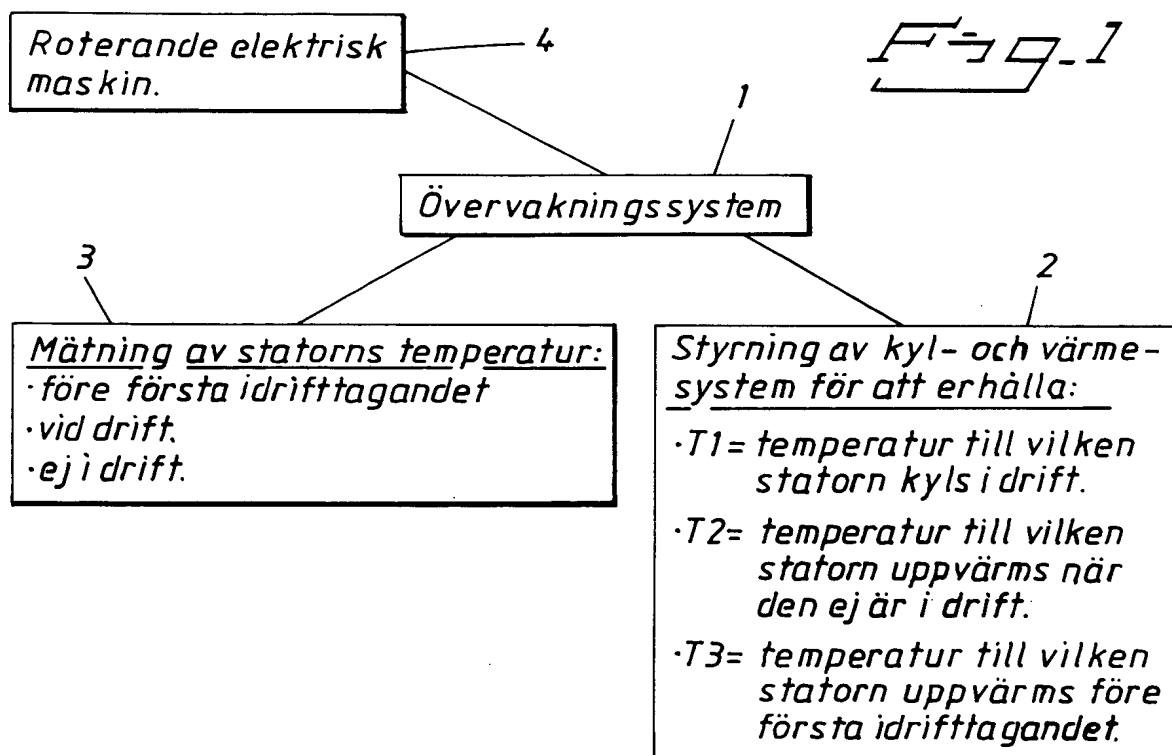 Roterande elektrisk
maskin.
4
Fig. 1
1
Övervakningssystem
3
Mätning av statorns temperatur:
·före första idrifttagandet
·vid drift.
·ej i drift.
2
Styrning av kyl- och värme-
system för att erhålla:
·T1= temperatur till vilken
statorn kyls i drift.
·T2= temperatur till vilken
statorn uppvärms när
den ej är i drift.
·T3= temperatur till vilken
statorn uppvärms före
första idrifttagandet.